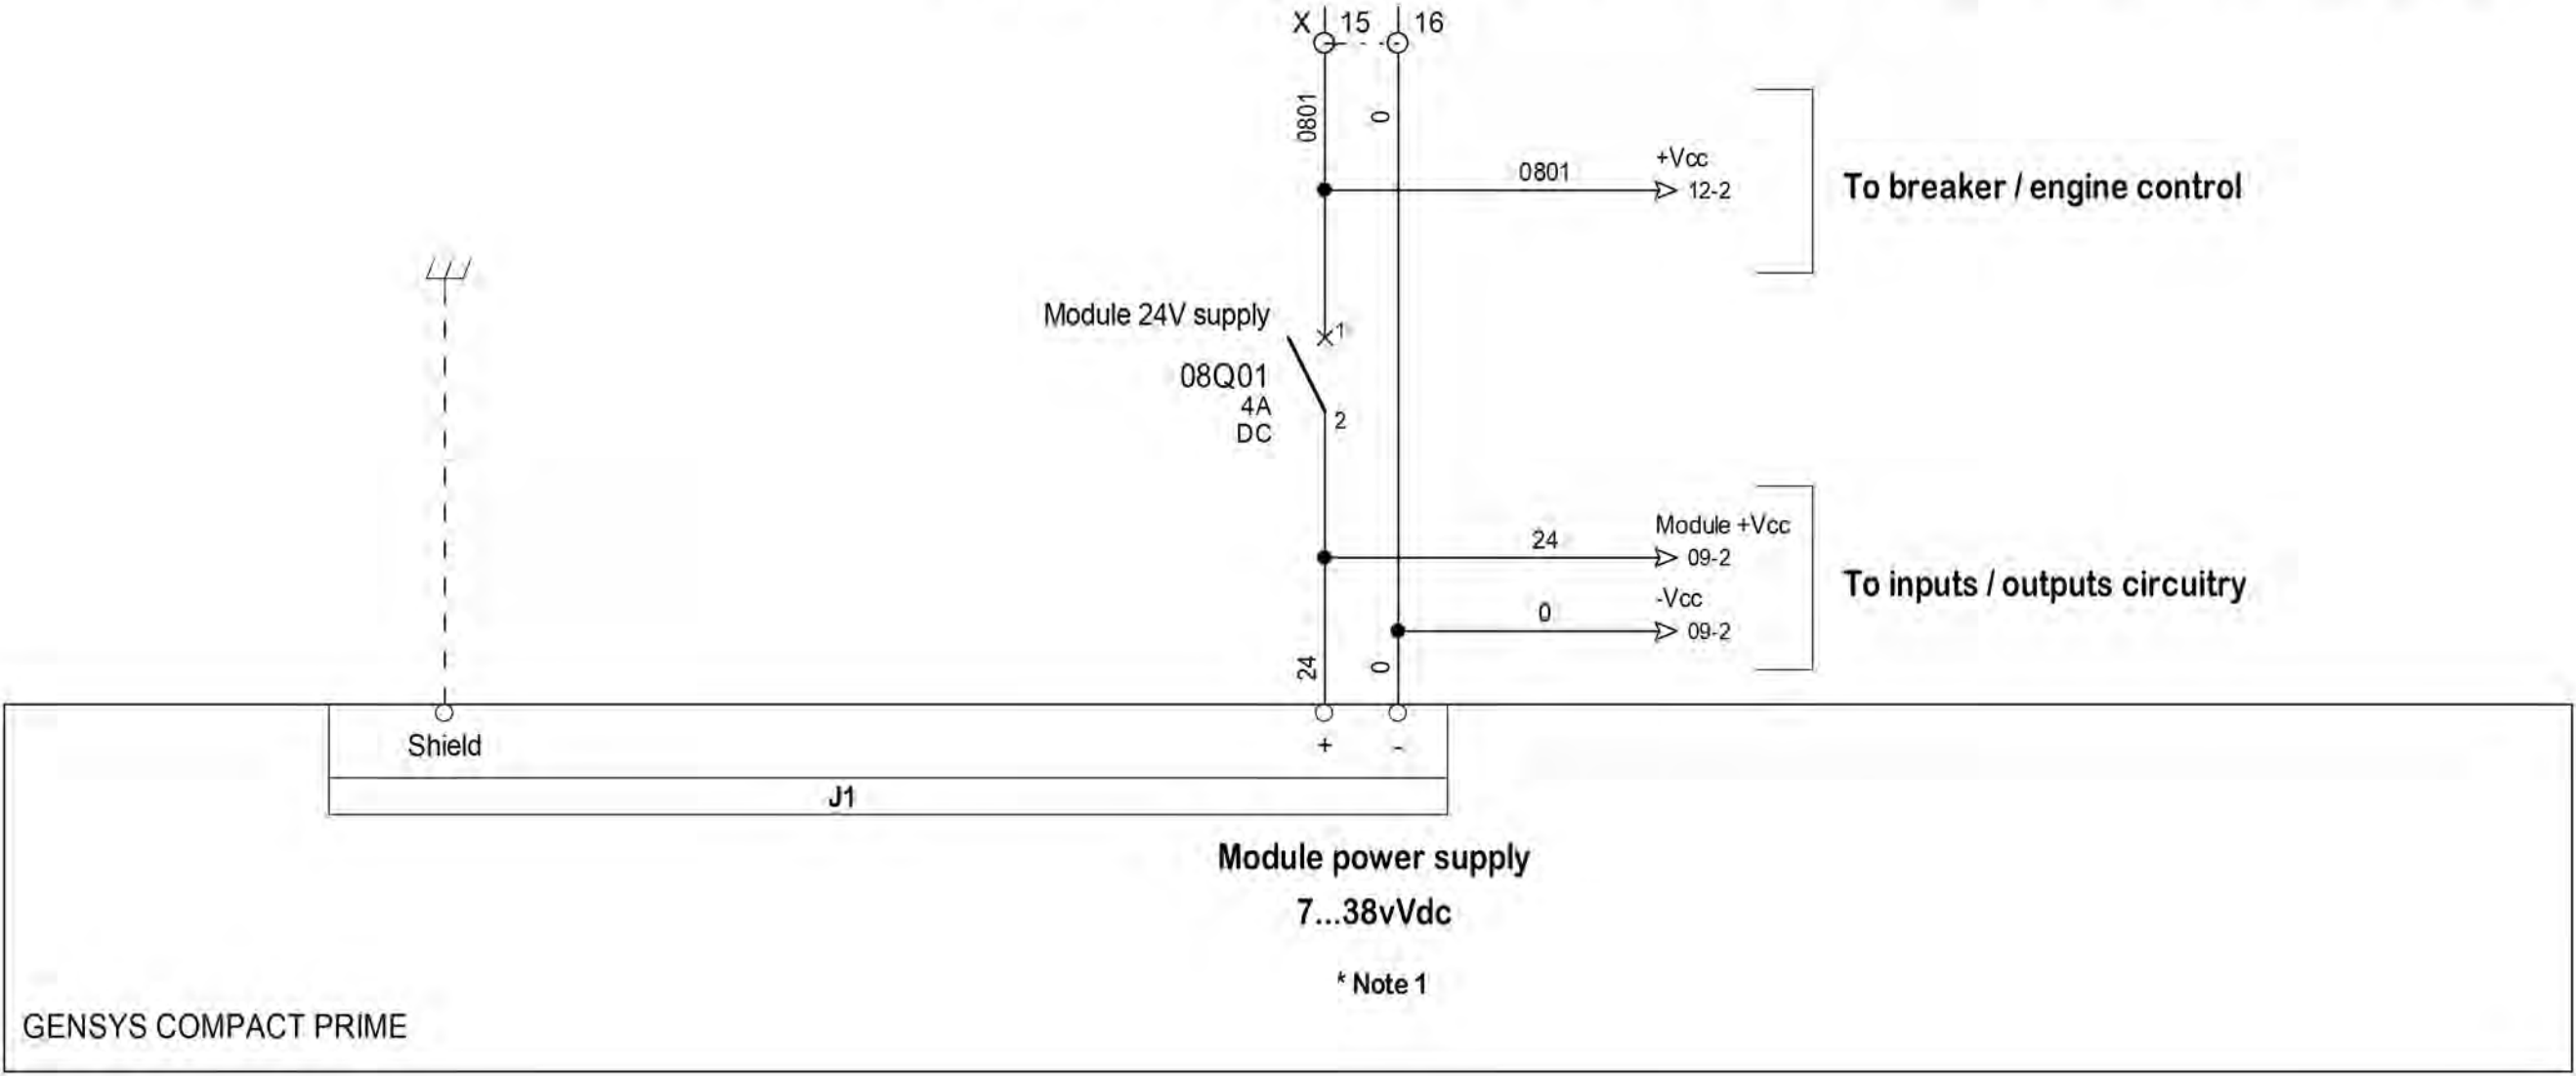 X 15 16
0801
0
+Vcc
0801
12-2
To breaker / engine control
Module 24V supply
1
08Q01
4A
2
DC
Module +Vcc
24
09-2
To inputs / outputs circuitry
-Vcc
0
09-2
24
0
Shield
+
-
J1
Module power supply
7...38vVdc
* Note 1
GENSYS COMPACT PRIME